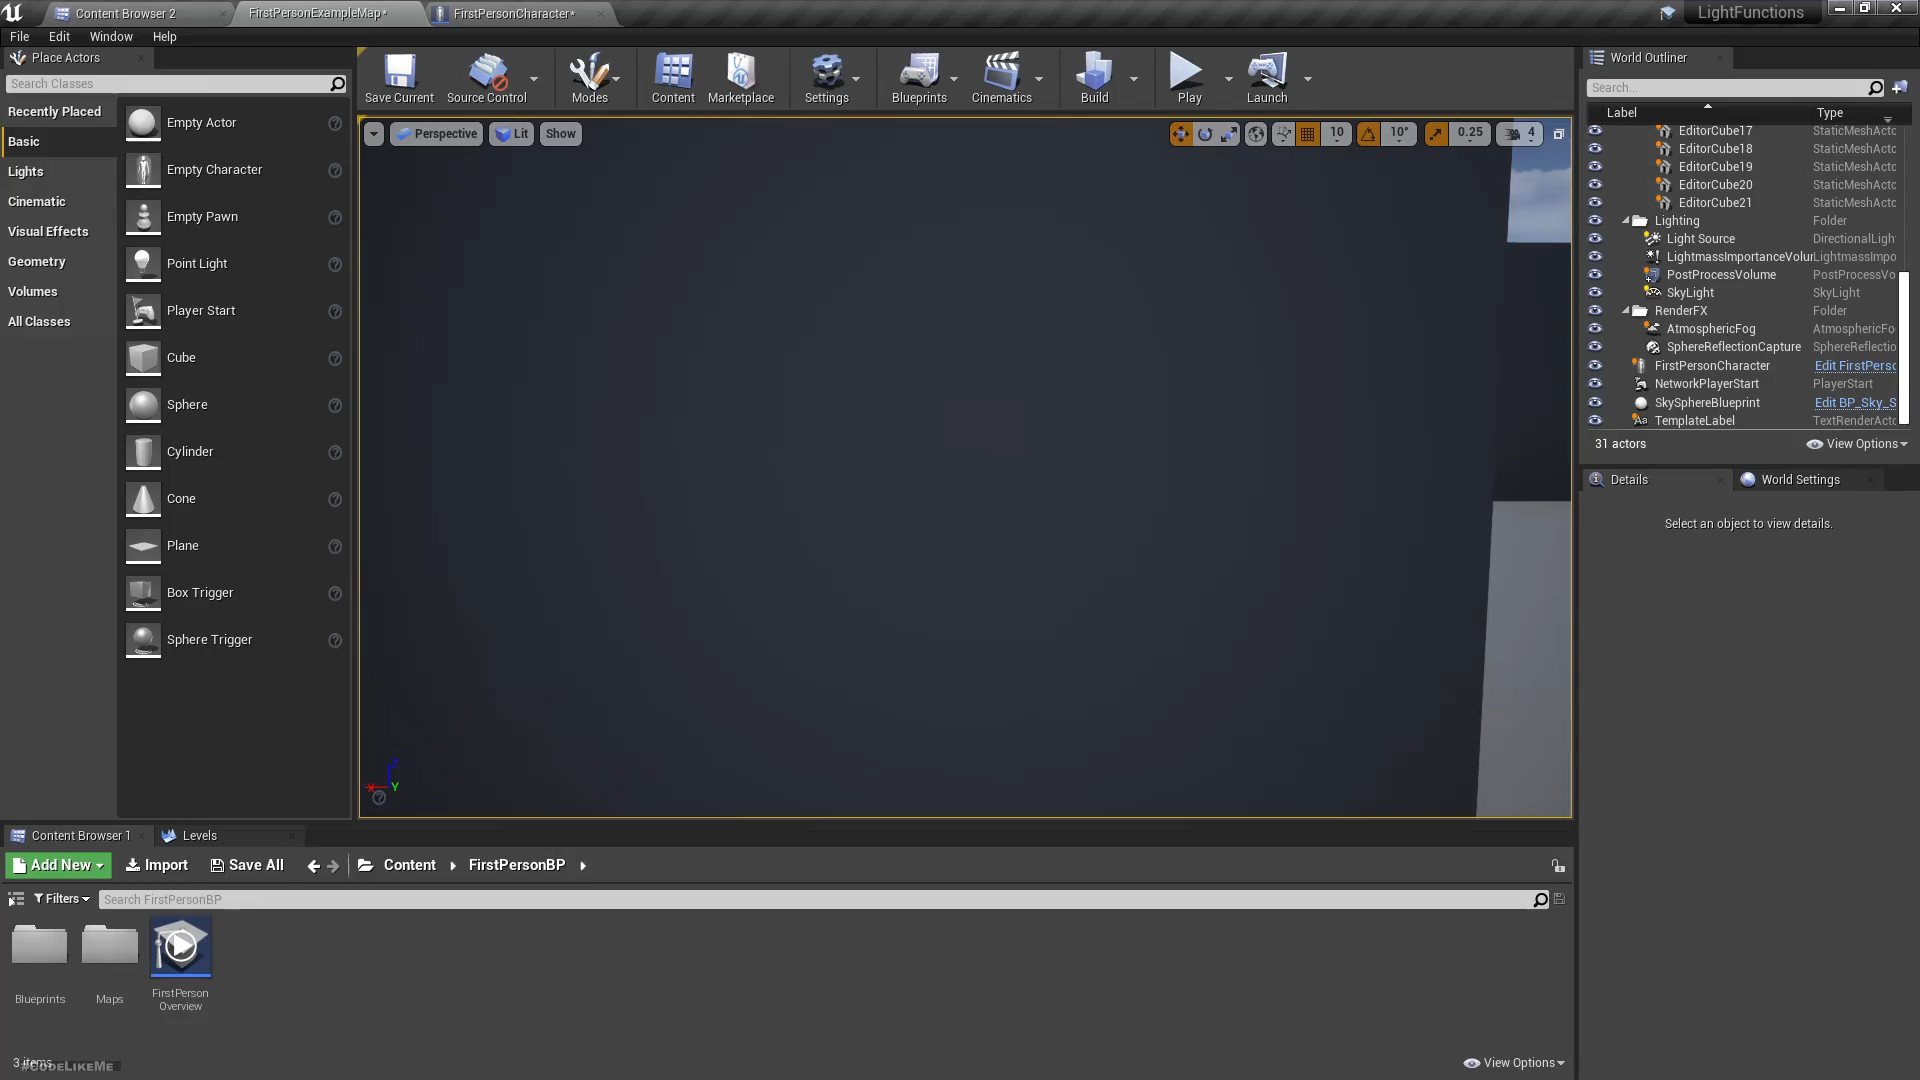 Content Browser 2
FirstPersonExampleMap*
FirstPersonCharacter*
LightFunctions
File Edit Window Help
Place Actors
Search Classes
Recently Placed
Basic
Lights
Cinematic
Visual Effects
Geometry
Volumes
All Classes
Empty Actor
Empty Character
Empty Pawn
Point Light
Player Start
Cube
Sphere
Cylinder
Cone
Plane
Box Trigger
Sphere Trigger
Save Current
Source Control
Modes
Content
Marketplace
Settings
Blueprints
Cinematics
Build
Play
Launch
Perspective Lit Show
10 10° 0.25 4
Z
X Y
World Outliner
Search...
Label Type
EditorCube17 StaticMeshActo
EditorCube18 StaticMeshActo
EditorCube19 StaticMeshActo
EditorCube20 StaticMeshActo
EditorCube21 StaticMeshActo
Lighting Folder
Light Source DirectionalLigh
LightmassImportanceVolur LightmassImpo
PostProcessVolume PostProcessVo
SkyLight SkyLight
RenderFX Folder
AtmosphericFog AtmosphericFo
SphereReflectionCapture SphereReflectio
FirstPersonCharacter Edit FirstPerso
NetworkPlayerStart PlayerStart
SkySphereBlueprint Edit BP_Sky_S
TemplateLabel TextRenderActo
31 actors View Options
Details World Settings
Select an object to view details.
Content Browser 1 Levels
Add New Import Save All Content FirstPersonBP
Filters Search FirstPersonBP
Blueprints
Maps
FirstPerson
Overview
3 items View Options
#CODELIKEME